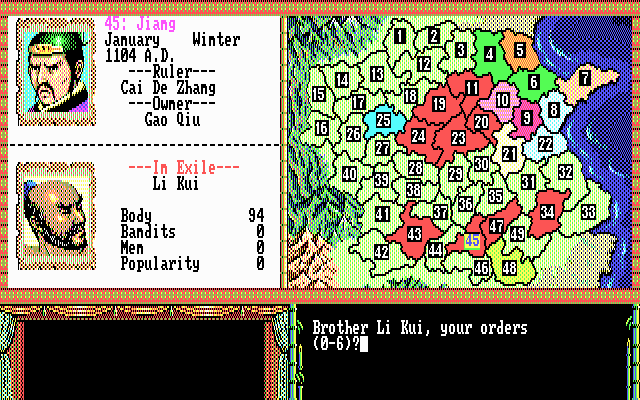 45: Jiang
January Winter
1104 A.D.
---Ruler---
Cai De Zhang
---Owner---
Gao Qiu
---In Exile---
Li Kui
Body 94
Bandits 0
Men 0
Popularity 0
1 2 3 4 5
12 13 14 6 7
11 15 17 18 19 10 8
16 25 20 9
26 24 23 22
27 21
28 29 30 32
40 39 31
38 35
41 37 36 34 33
43 47 49
42 44 45
46 48
Brother Li Kui, your orders
(0-6)?